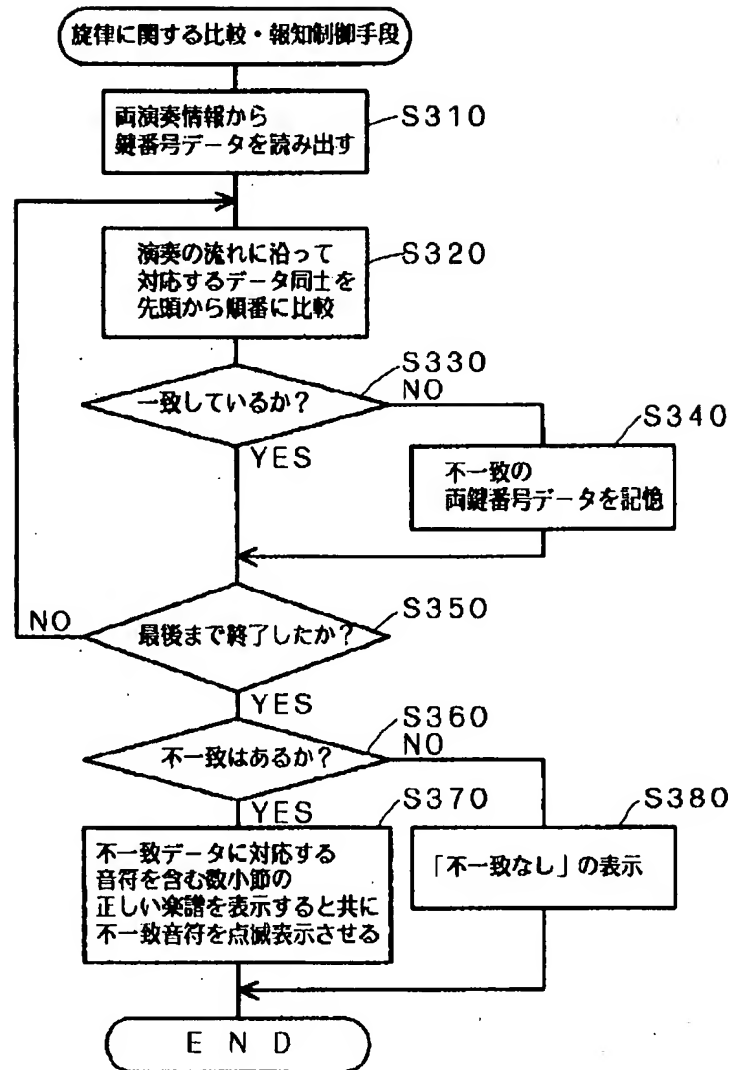 旋律に関する比較・報知制御手段
両演奏情報から
鍵番号データを読み出す
S310
演奏の流れに沿って
対応するデータ同士を
先頭から順番に比較
S320
一致しているか?
S330
NO
YES
不一致の
両鍵番号データを記憶
S340
最後まで終了したか?
S350
NO
YES
不一致はあるか?
S360
NO
YES
不一致データに対応する
音符を含む数小節の
正しい楽譜を表示すると共に
不一致音符を点滅表示させる
S370
「不一致なし」の表示
S380
END